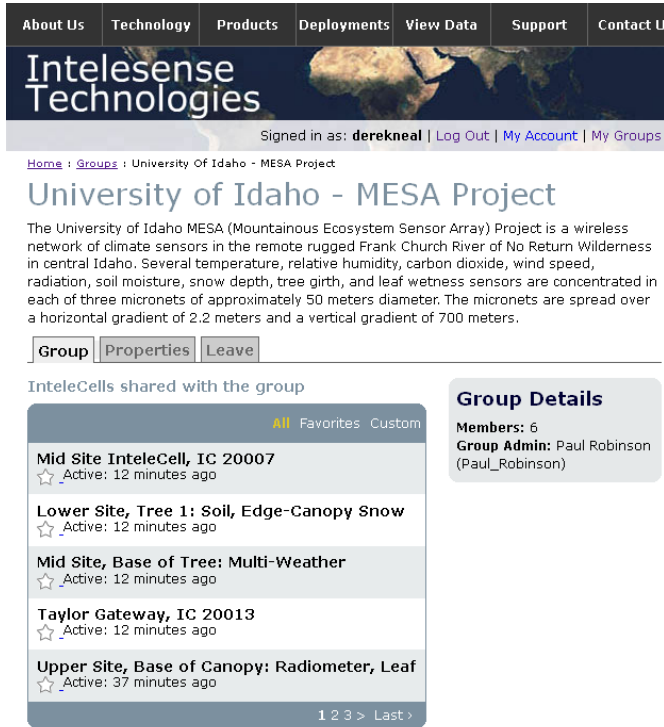 About Us Technology Products Deployments View Data Support Contact U
Intelesense
Technologies
Signed in as: derekneal | Log Out | My Account | My Groups
Home : Groups : University Of Idaho - MESA Project
University of Idaho - MESA Project
The University of Idaho MESA (Mountainous Ecosystem Sensor Array) Project is a wireless
network of climate sensors in the remote rugged Frank Church River of No Return Wilderness
in central Idaho. Several temperature, relative humidity, carbon dioxide, wind speed,
radiation, soil moisture, snow depth, tree girth, and leaf wetness sensors are concentrated in
each of three micronets of approximately 50 meters diameter. The micronets are spread over
a horizontal gradient of 2.2 meters and a vertical gradient of 700 meters.
Group Properties Leave
InteleCells shared with the group
All Favorites Custom
Mid Site InteleCell, IC 20007
Active: 12 minutes ago
Lower Site, Tree 1: Soil, Edge-Canopy Snow
Active: 12 minutes ago
Mid Site, Base of Tree: Multi-Weather
Active: 12 minutes ago
Taylor Gateway, IC 20013
Active: 12 minutes ago
Upper Site, Base of Canopy: Radiometer, Leaf
Active: 37 minutes ago
1 2 3 > Last ›
Group Details
Members: 6
Group Admin: Paul Robinson
(Paul_Robinson)